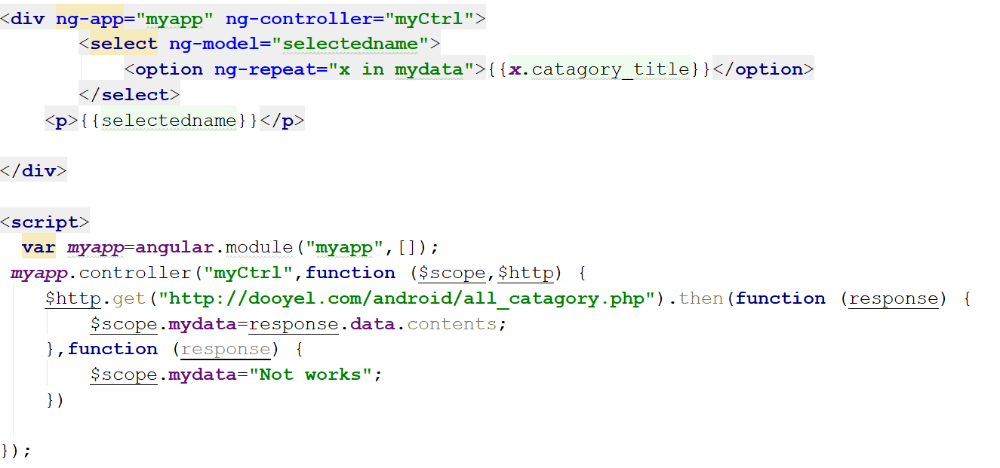 <div ng-app="myapp" ng-controller="myCtrl">
<select ng-model="selectedname">
<option ng-repeat="x in mydata">{{x.catagory_title}}</option>
</select>
<p>{{selectedname}}</p>
</div>
<script>
var myapp=angular.module("myapp",[]);
myapp.controller("myCtrl",function ($scope,$http) {
$http.get("http://dooyel.com/android/all_catagory.php").then(function (response) {
$scope.mydata=response.data.contents;
},function (response) {
$scope.mydata="Not works";
})
});